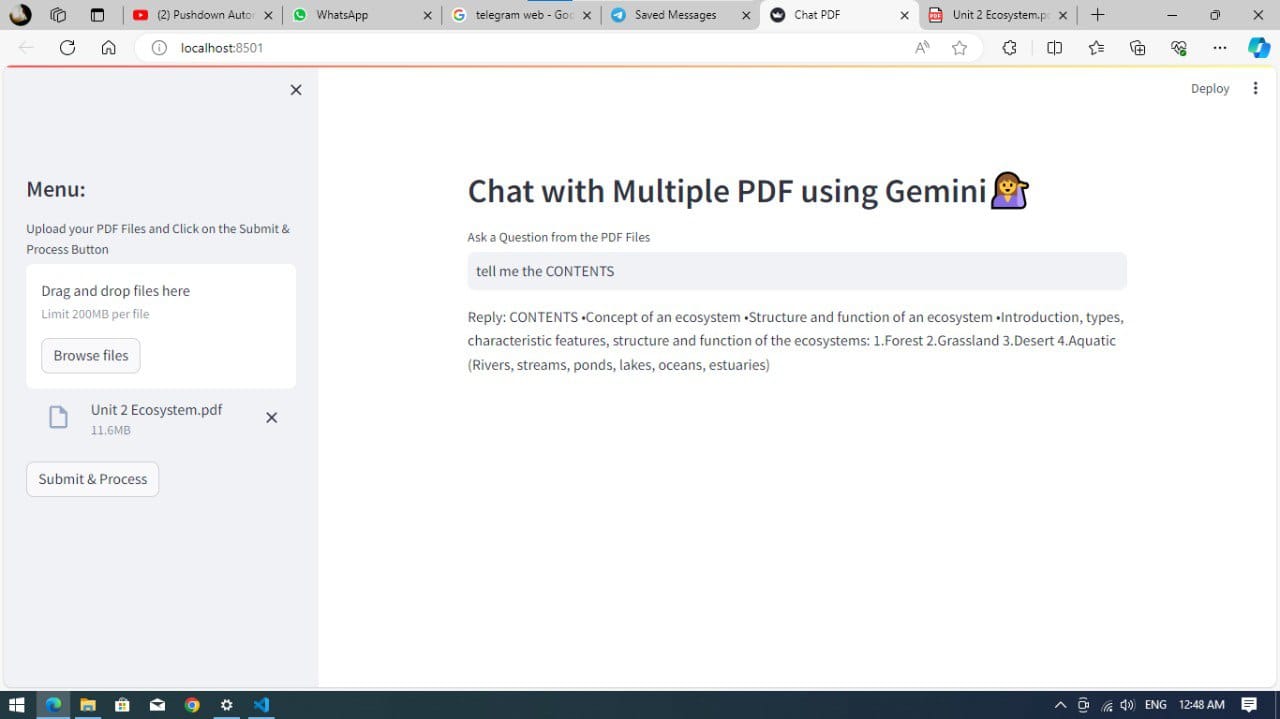 (2) Pushdown Autor
WhatsApp
telegram web - Goo
Saved Messages
Chat PDF
Unit 2 Ecosystem.pd
localhost:8501
Deploy
Menu:
Upload your PDF Files and Click on the Submit &
Process Button
Drag and drop files here
Limit 200MB per file
Browse files
Unit 2 Ecosystem.pdf
11.6MB
Submit & Process
Chat with Multiple PDF using Gemini💁
Ask a Question from the PDF Files
tell me the CONTENTS
Reply: CONTENTS •Concept of an ecosystem •Structure and function of an ecosystem •Introduction, types,
characteristic features, structure and function of the ecosystems: 1.Forest 2.Grassland 3.Desert 4.Aquatic
(Rivers, streams, ponds, lakes, oceans, estuaries)
ENG
12:48 AM